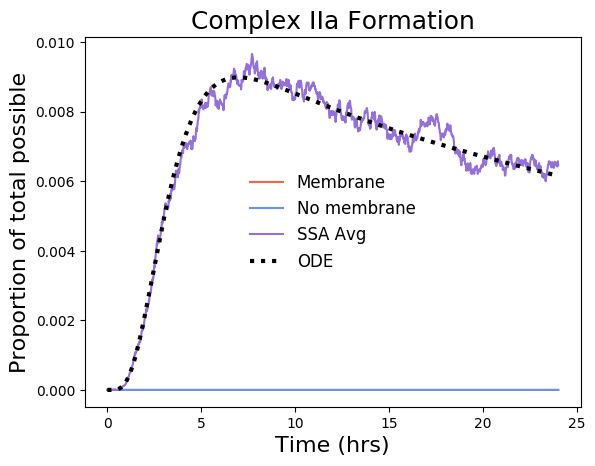 Complex IIa Formation
Proportion of total possible
0.010
0.008
0.006
0.004
0.002
0.000
Membrane
No membrane
SSA Avg
ODE
0
5
10
15
20
25
Time (hrs)